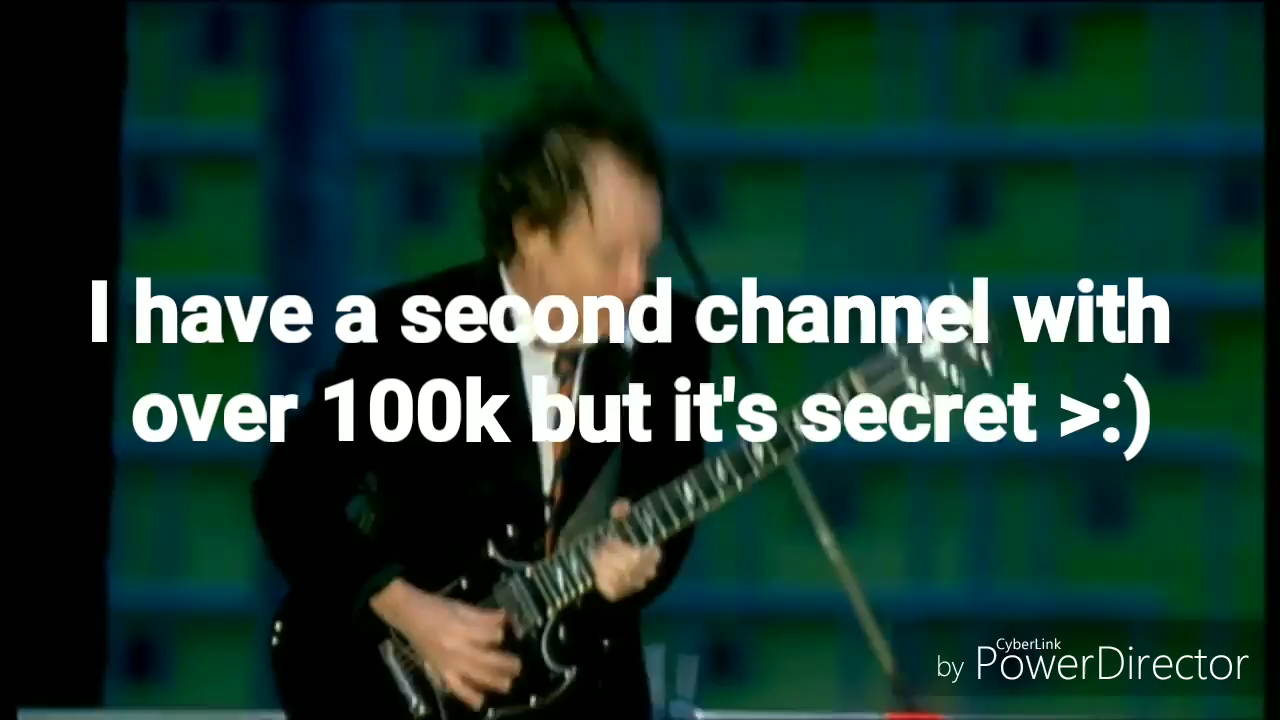 I have a second channel with
over 100k but it's secret >:)
CyberLink
by PowerDirector